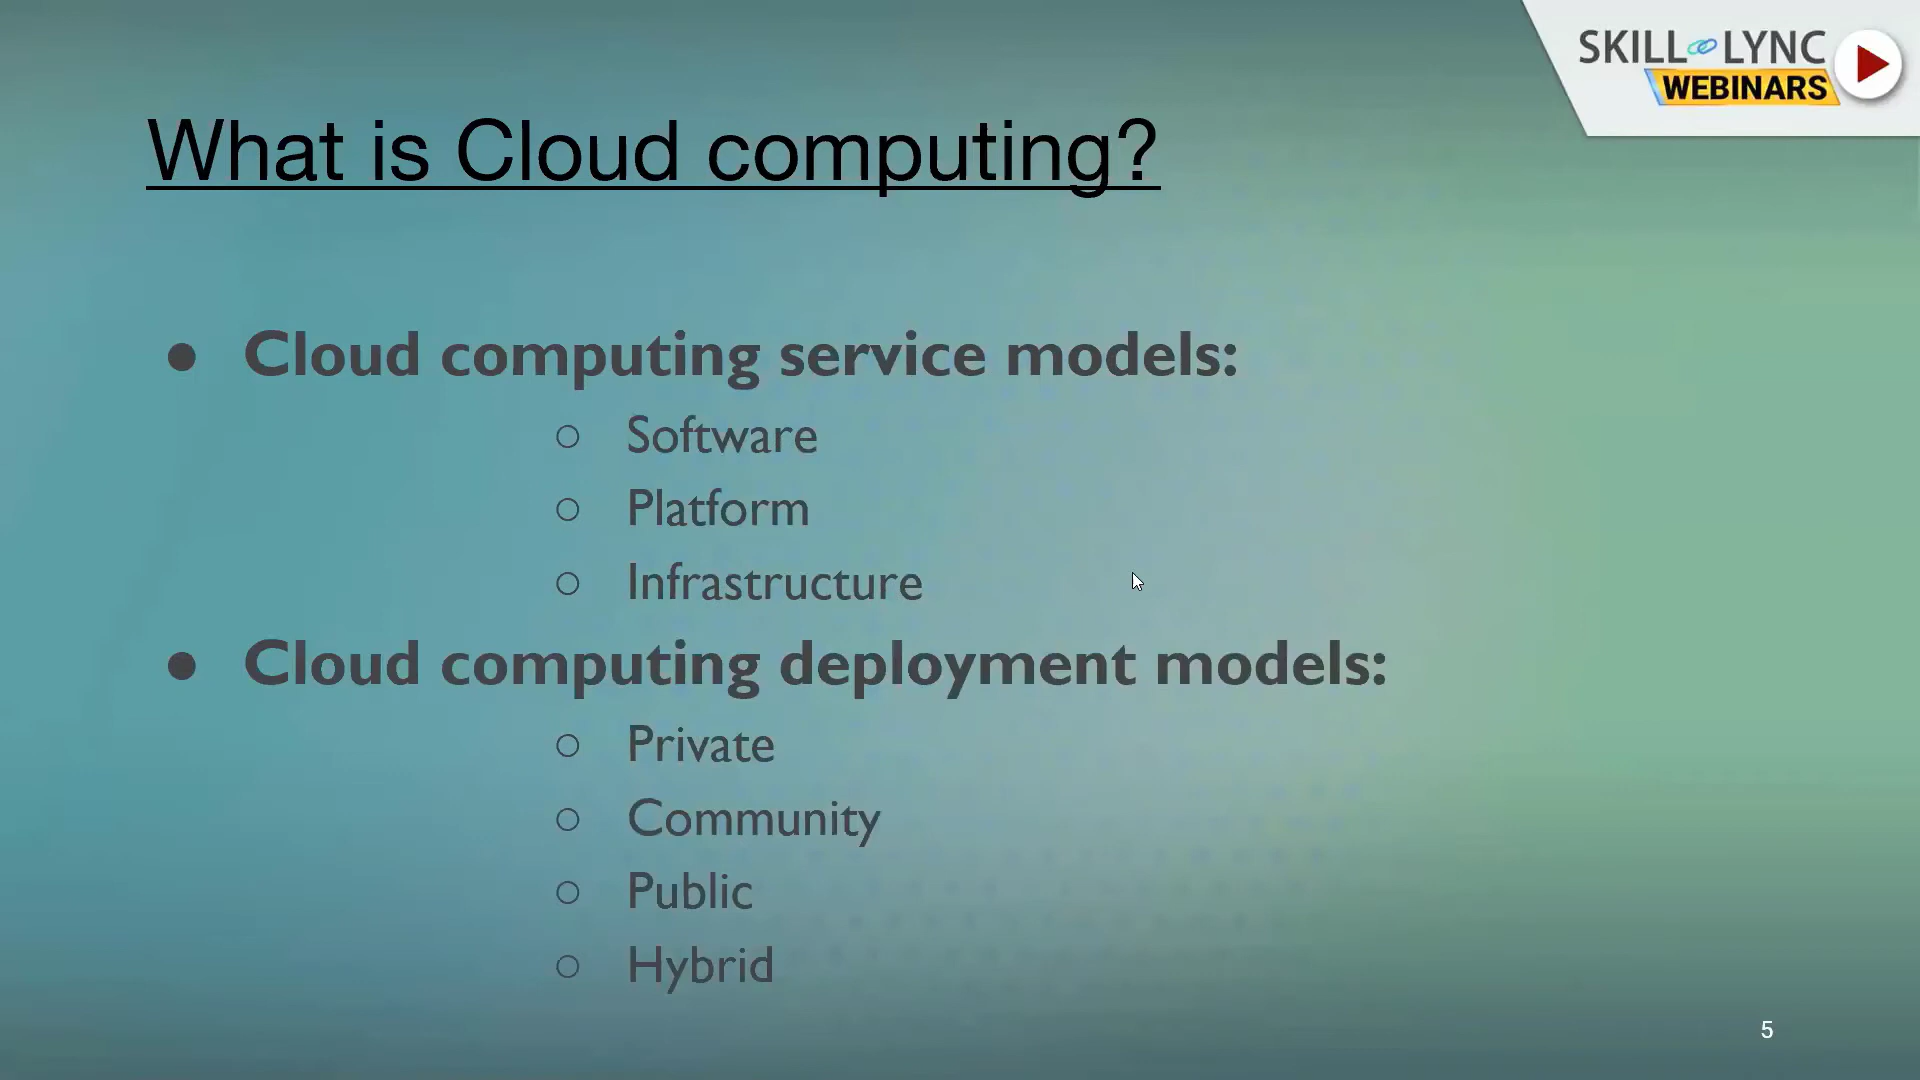 SKILL LYNC
WEBINARS
What is Cloud computing?
● Cloud computing service models:
○ Software
○ Platform
○ Infrastructure
● Cloud computing deployment models:
○ Private
○ Community
○ Public
○ Hybrid
5